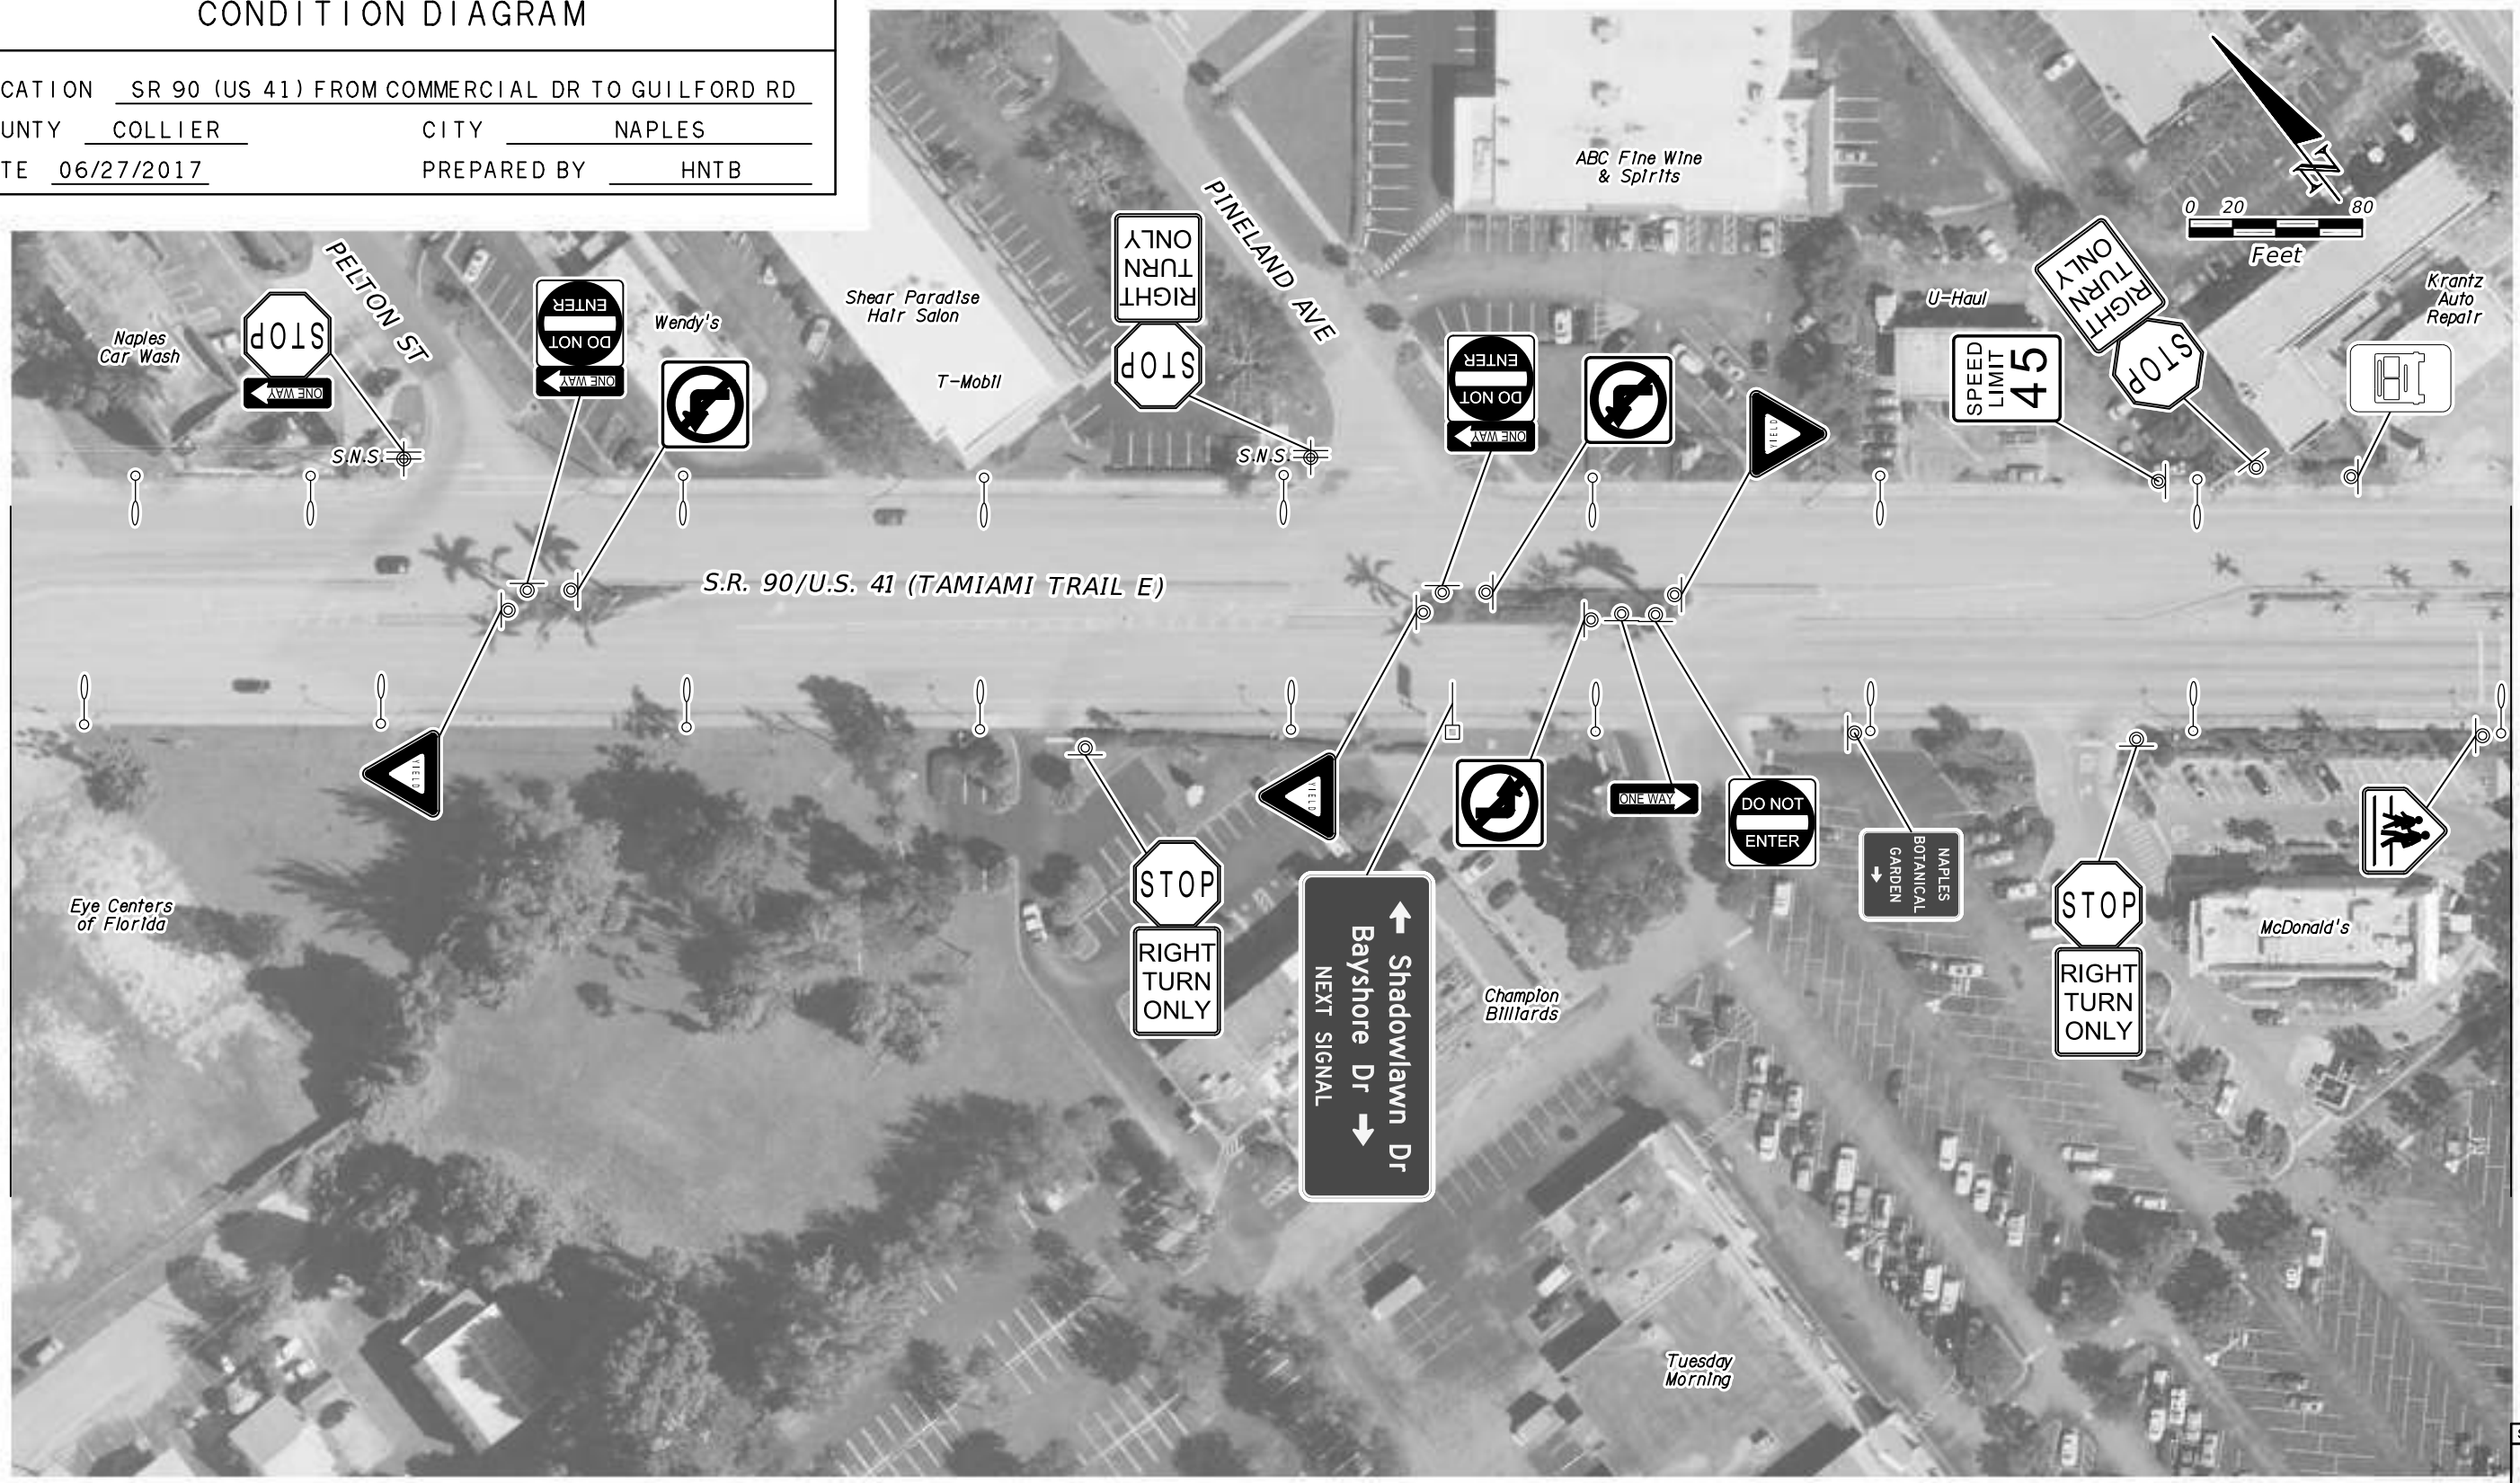 CONDITION DIAGRAM
CATION SR 90 (US 41) FROM COMMERCIAL DR TO GUILFORD RD
UNTY COLLIER CITY NAPLES
TE 06/27/2017 PREPARED BY HNTB
PELTON ST
Naples
Car Wash
STOP
ONE WAY
S.N.S.
DO NOT
ENTER
ONE WAY
Wendy's
Shear Paradise
Hair Salon
T-Mobil
RIGHT
TURN
ONLY
STOP
S.N.S.
PINELAND AVE
ABC Fine Wine
& Spirits
DO NOT
ENTER
ONE WAY
YIELD
U-Haul
SPEED
LIMIT
45
RIGHT
TURN
ONLY
STOP
0 20 80
Feet
N
Krantz
Auto
Repair
S.R. 90/U.S. 41 (TAMIAMI TRAIL E)
YIELD
Eye Centers
of Florida
STOP
RIGHT
TURN
ONLY
YIELD
Shadowlawn Dr
Bayshore Dr
NEXT SIGNAL
Champion
Billiards
ONE WAY
DO NOT
ENTER
NAPLES
BOTANICAL
GARDEN
STOP
RIGHT
TURN
ONLY
McDonald's
Tuesday
Morning